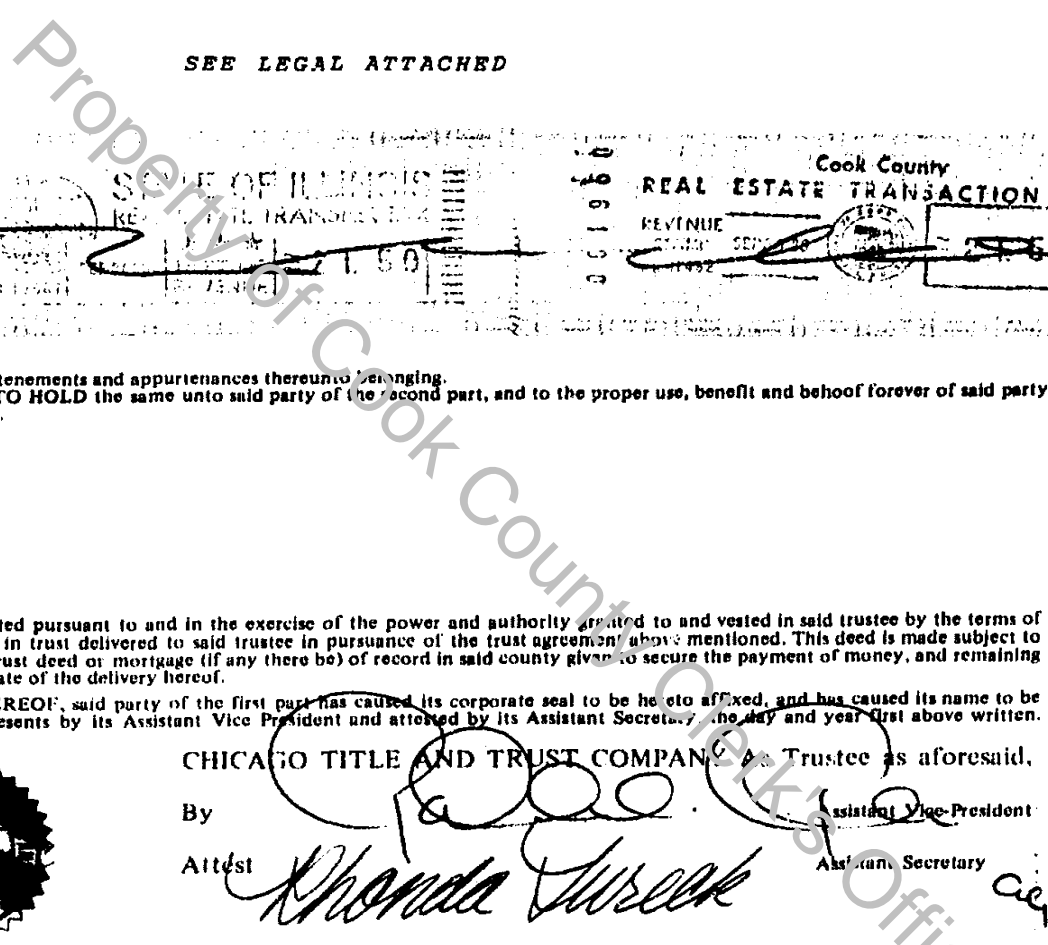 SEE LEGAL ATTACHED
Cook County
STATE OF ILLINOIS
REAL ESTATE TRANSACTION
REVENUE
tenements and appurtenances thereunto belonging.
TO HOLD the same unto said party of the second part, and to the proper use, benefit and behoof forever of said party
ted pursuant to and in the exercise of the power and authority granted to and vested in said trustee by the terms of
in trust delivered to said trustee in pursuance of the trust agreement above mentioned. This deed is made subject to
rust deed or mortgage (if any there be) of record in said county given to secure the payment of money, and remaining
ate of the delivery hereof.
EREOF, said party of the first part has caused its corporate seal to be hereto affixed, and has caused its name to be
esents by its Assistant Vice President and attested by its Assistant Secretary, the day and year first above written.
CHICAGO TITLE AND TRUST COMPANY As Trustee as aforesaid,
By Assistant Vice-President
Attest Rhonda Tureck Assistant Secretary
Property of Cook County Clerk's Offi